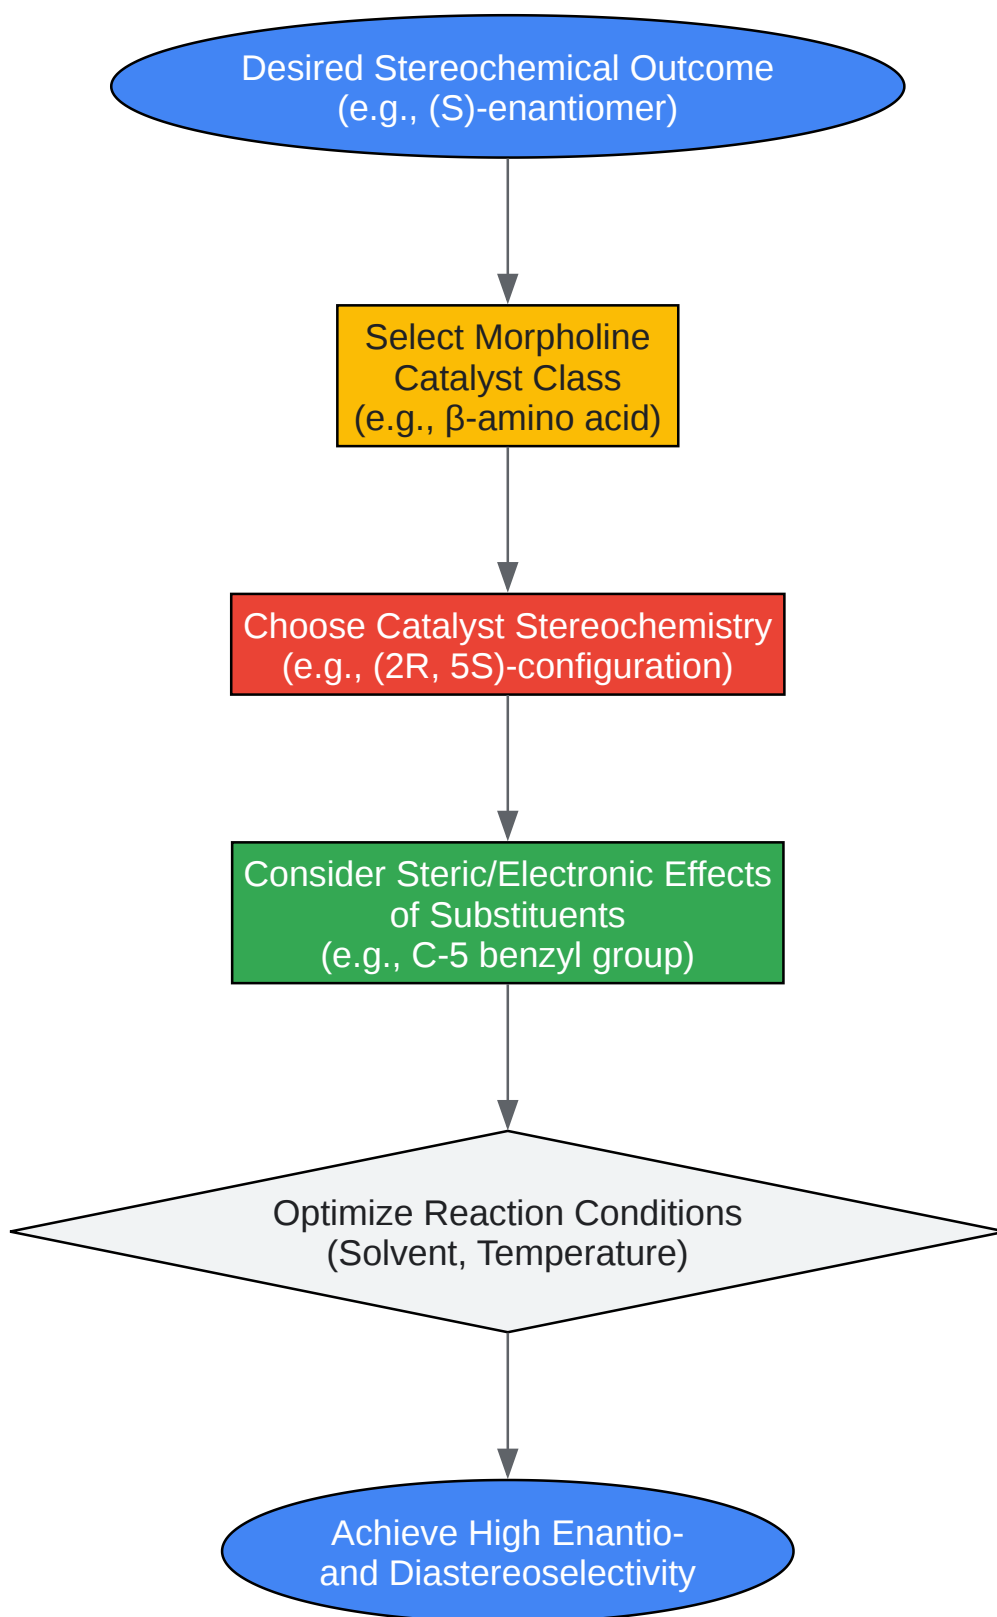 Desired Stereochemical Outcome
(e.g., (S)-enantiomer)
Select Morpholine
Catalyst Class
(e.g., β-amino acid)
Choose Catalyst Stereochemistry
(e.g., (2R, 5S)-configuration)
Consider Steric/Electronic Effects
of Substituents
(e.g., C-5 benzyl group)
Optimize Reaction Conditions
(Solvent, Temperature)
Achieve High Enantio-
and Diastereoselectivity